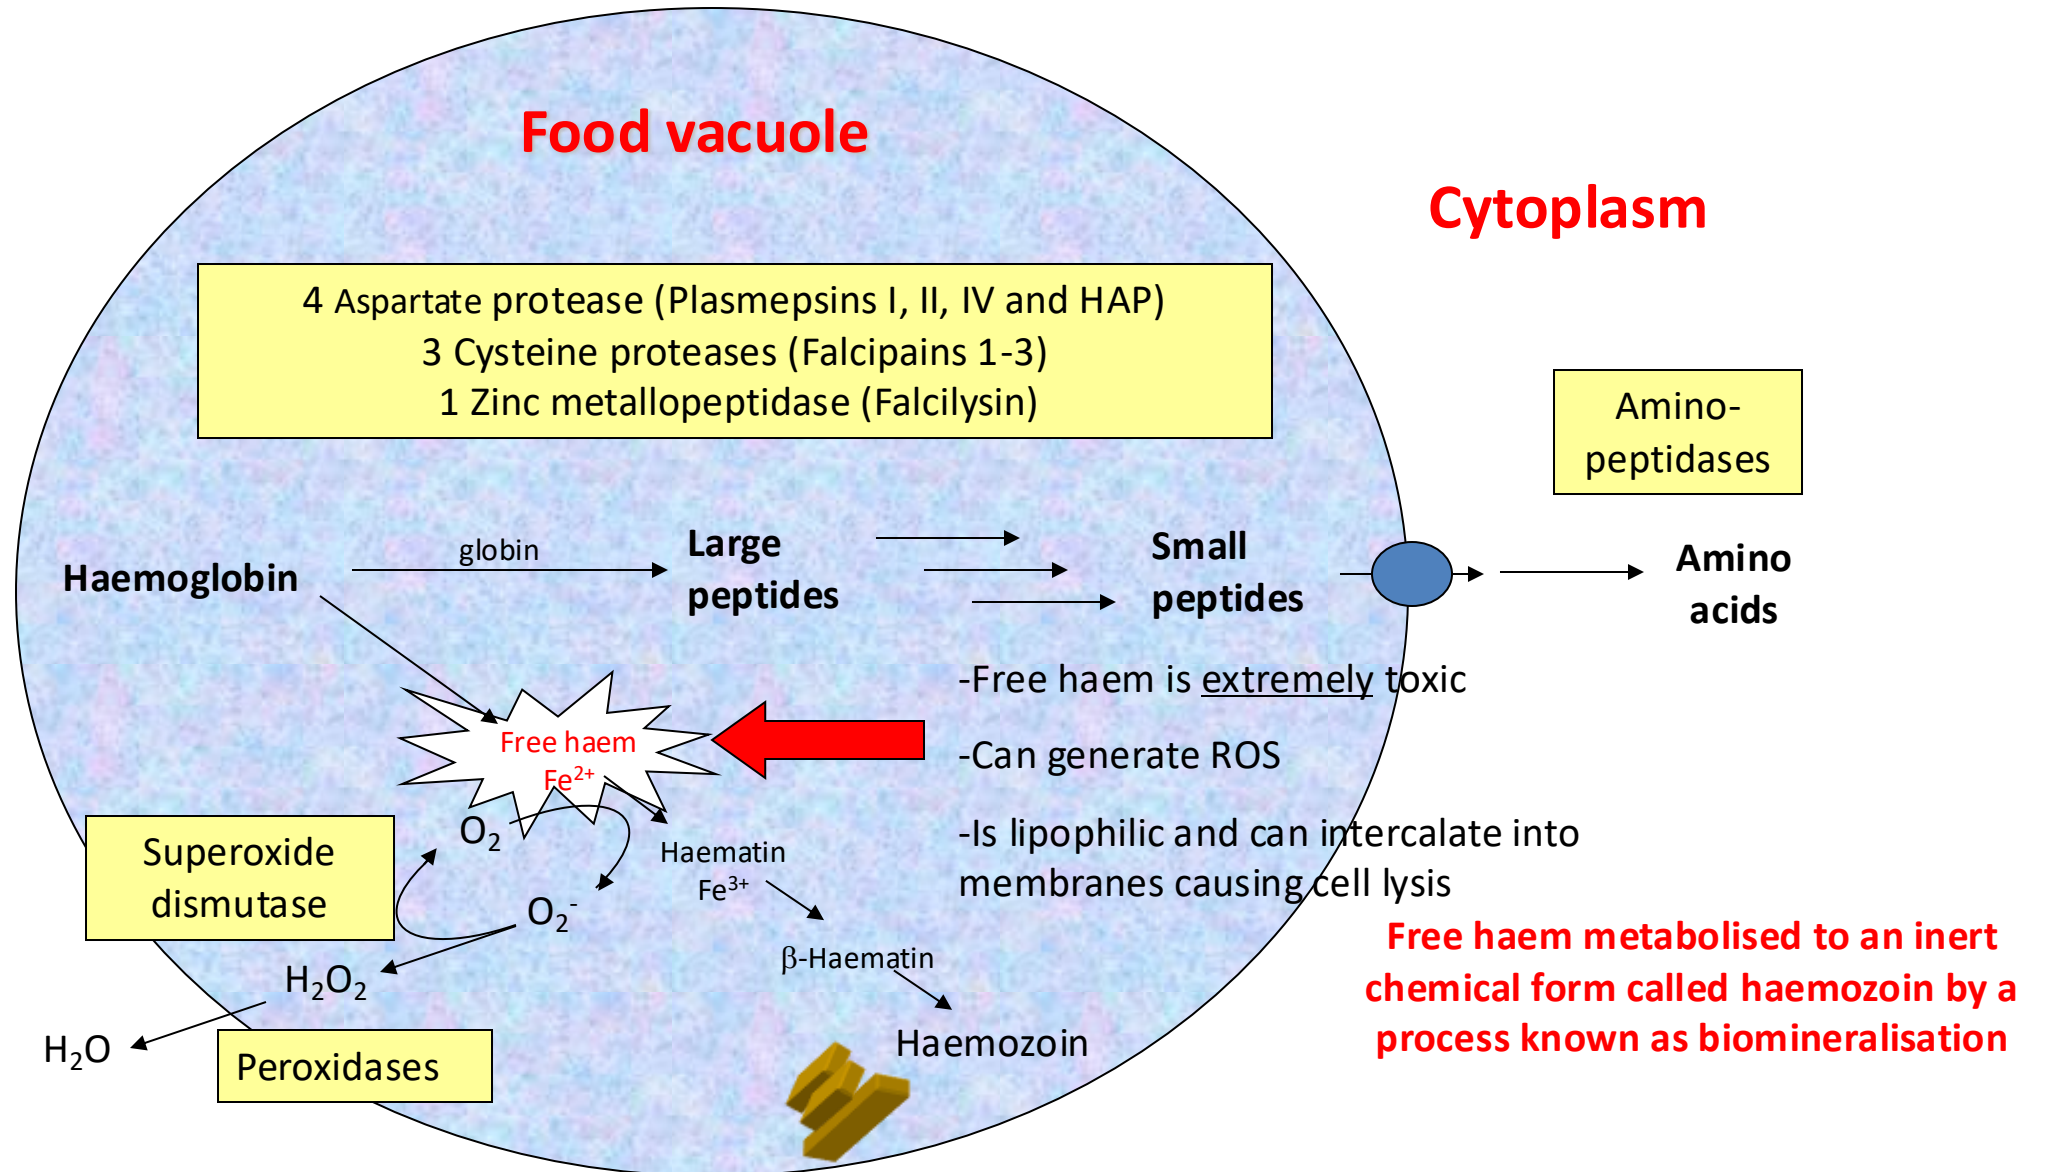 Food vacuole
Cytoplasm
4 Aspartate protease (Plasmepsins I, II, IV and HAP)
3 Cysteine proteases (Falcipains 1-3)
1 Zinc metallopeptidase (Falcilysin)
Amino-
peptidases
Haemoglobin
globin
Large
peptides
Small
peptides
Amino
acids
Free haem
Fe²⁺
-Free haem is extremely toxic
-Can generate ROS
-Is lipophilic and can intercalate into
membranes causing cell lysis
Superoxide
dismutase
O₂
O₂⁻
H₂O₂
H₂O
Peroxidases
Haematin
Fe³⁺
β-Haematin
Haemozoin
Free haem metabolised to an inert
chemical form called haemozoin by a
process known as biomineralisation